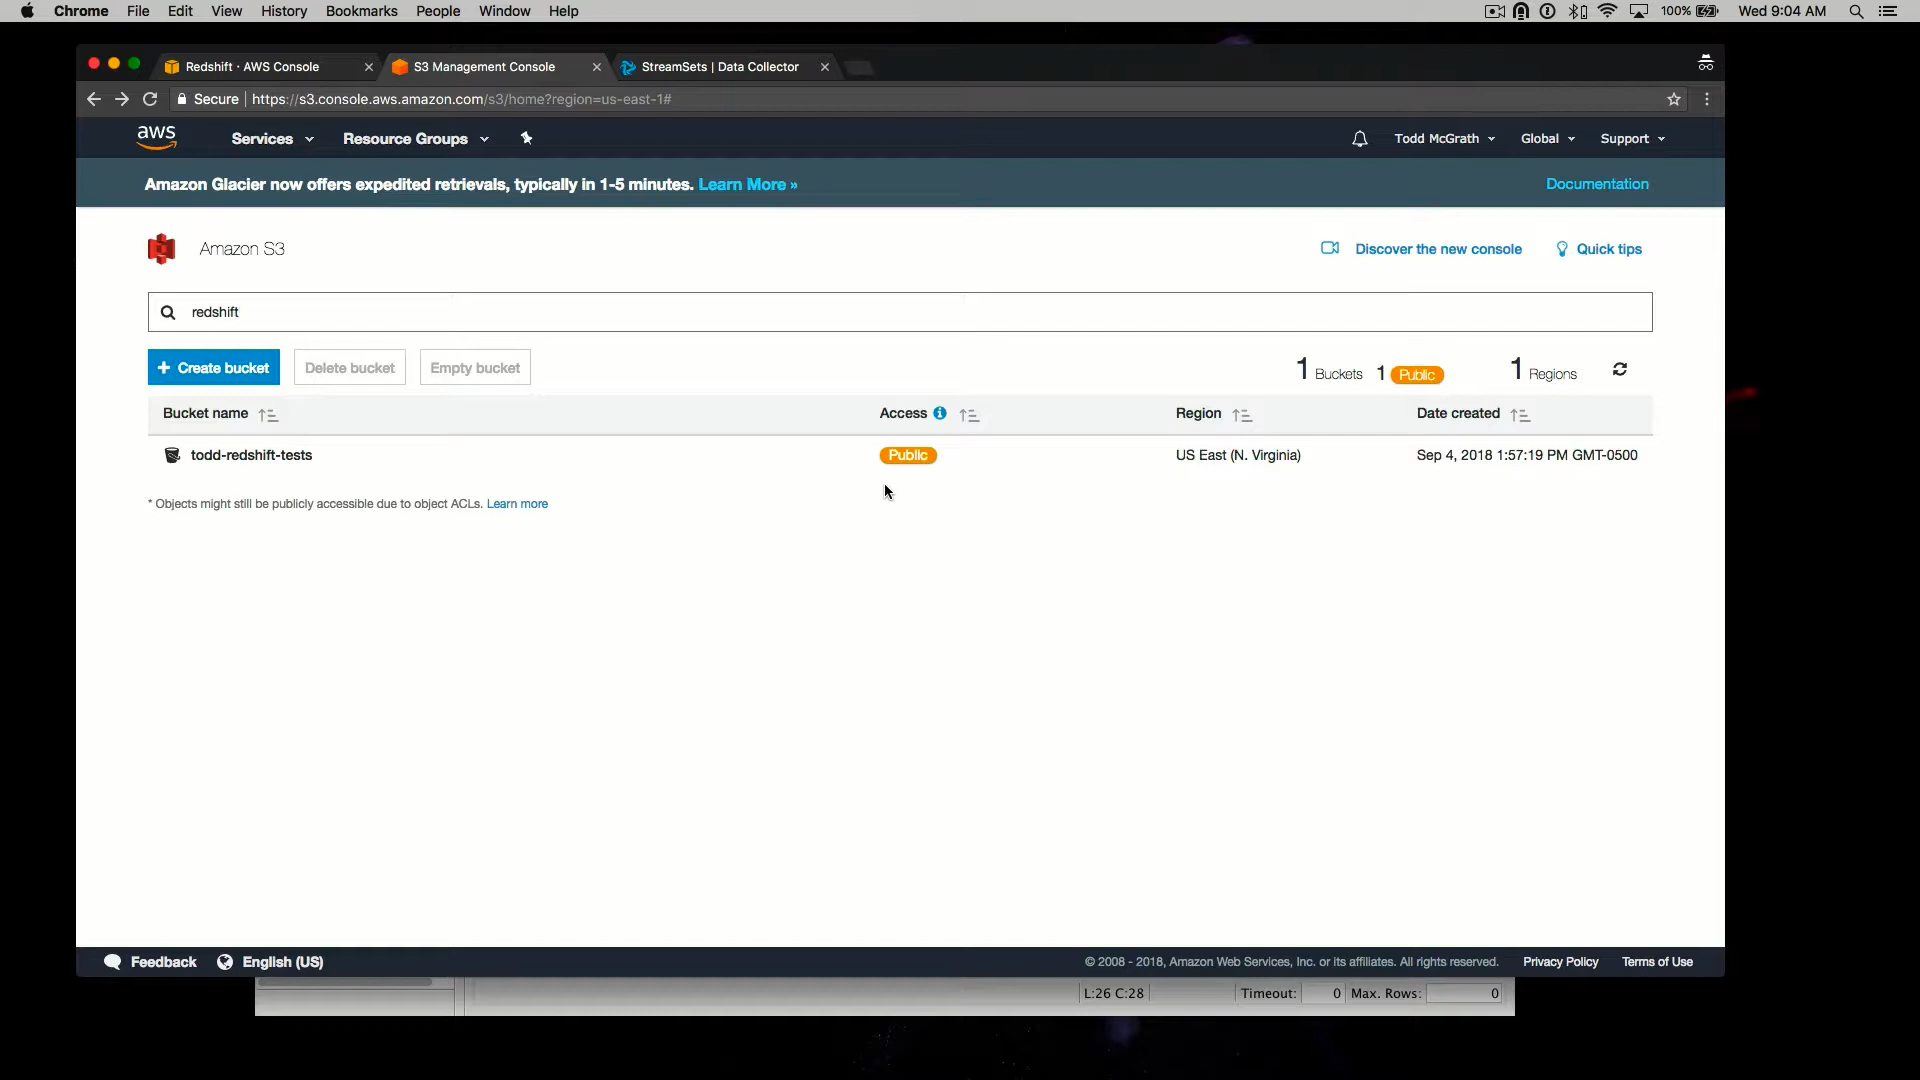 Chrome File Edit View History Bookmarks People Window Help 100% Wed 9:04 AM
Redshift · AWS Console S3 Management Console StreamSets | Data Collector
Secure https://s3.console.aws.amazon.com/s3/home?region=us-east-1#
aws Services Resource Groups Todd McGrath Global Support
Amazon Glacier now offers expedited retrievals, typically in 1-5 minutes. Learn More » Documentation
Amazon S3 Discover the new console Quick tips
redshift
+ Create bucket Delete bucket Empty bucket 1 Buckets 1 Public 1 Regions
Bucket name Access Region Date created
todd-redshift-tests Public US East (N. Virginia) Sep 4, 2018 1:57:19 PM GMT-0500
* Objects might still be publicly accessible due to object ACLs. Learn more
Feedback English (US) © 2008 - 2018, Amazon Web Services, Inc. or its affiliates. All rights reserved. Privacy Policy Terms of Use
L:26 C:28 Timeout: 0 Max. Rows: 0